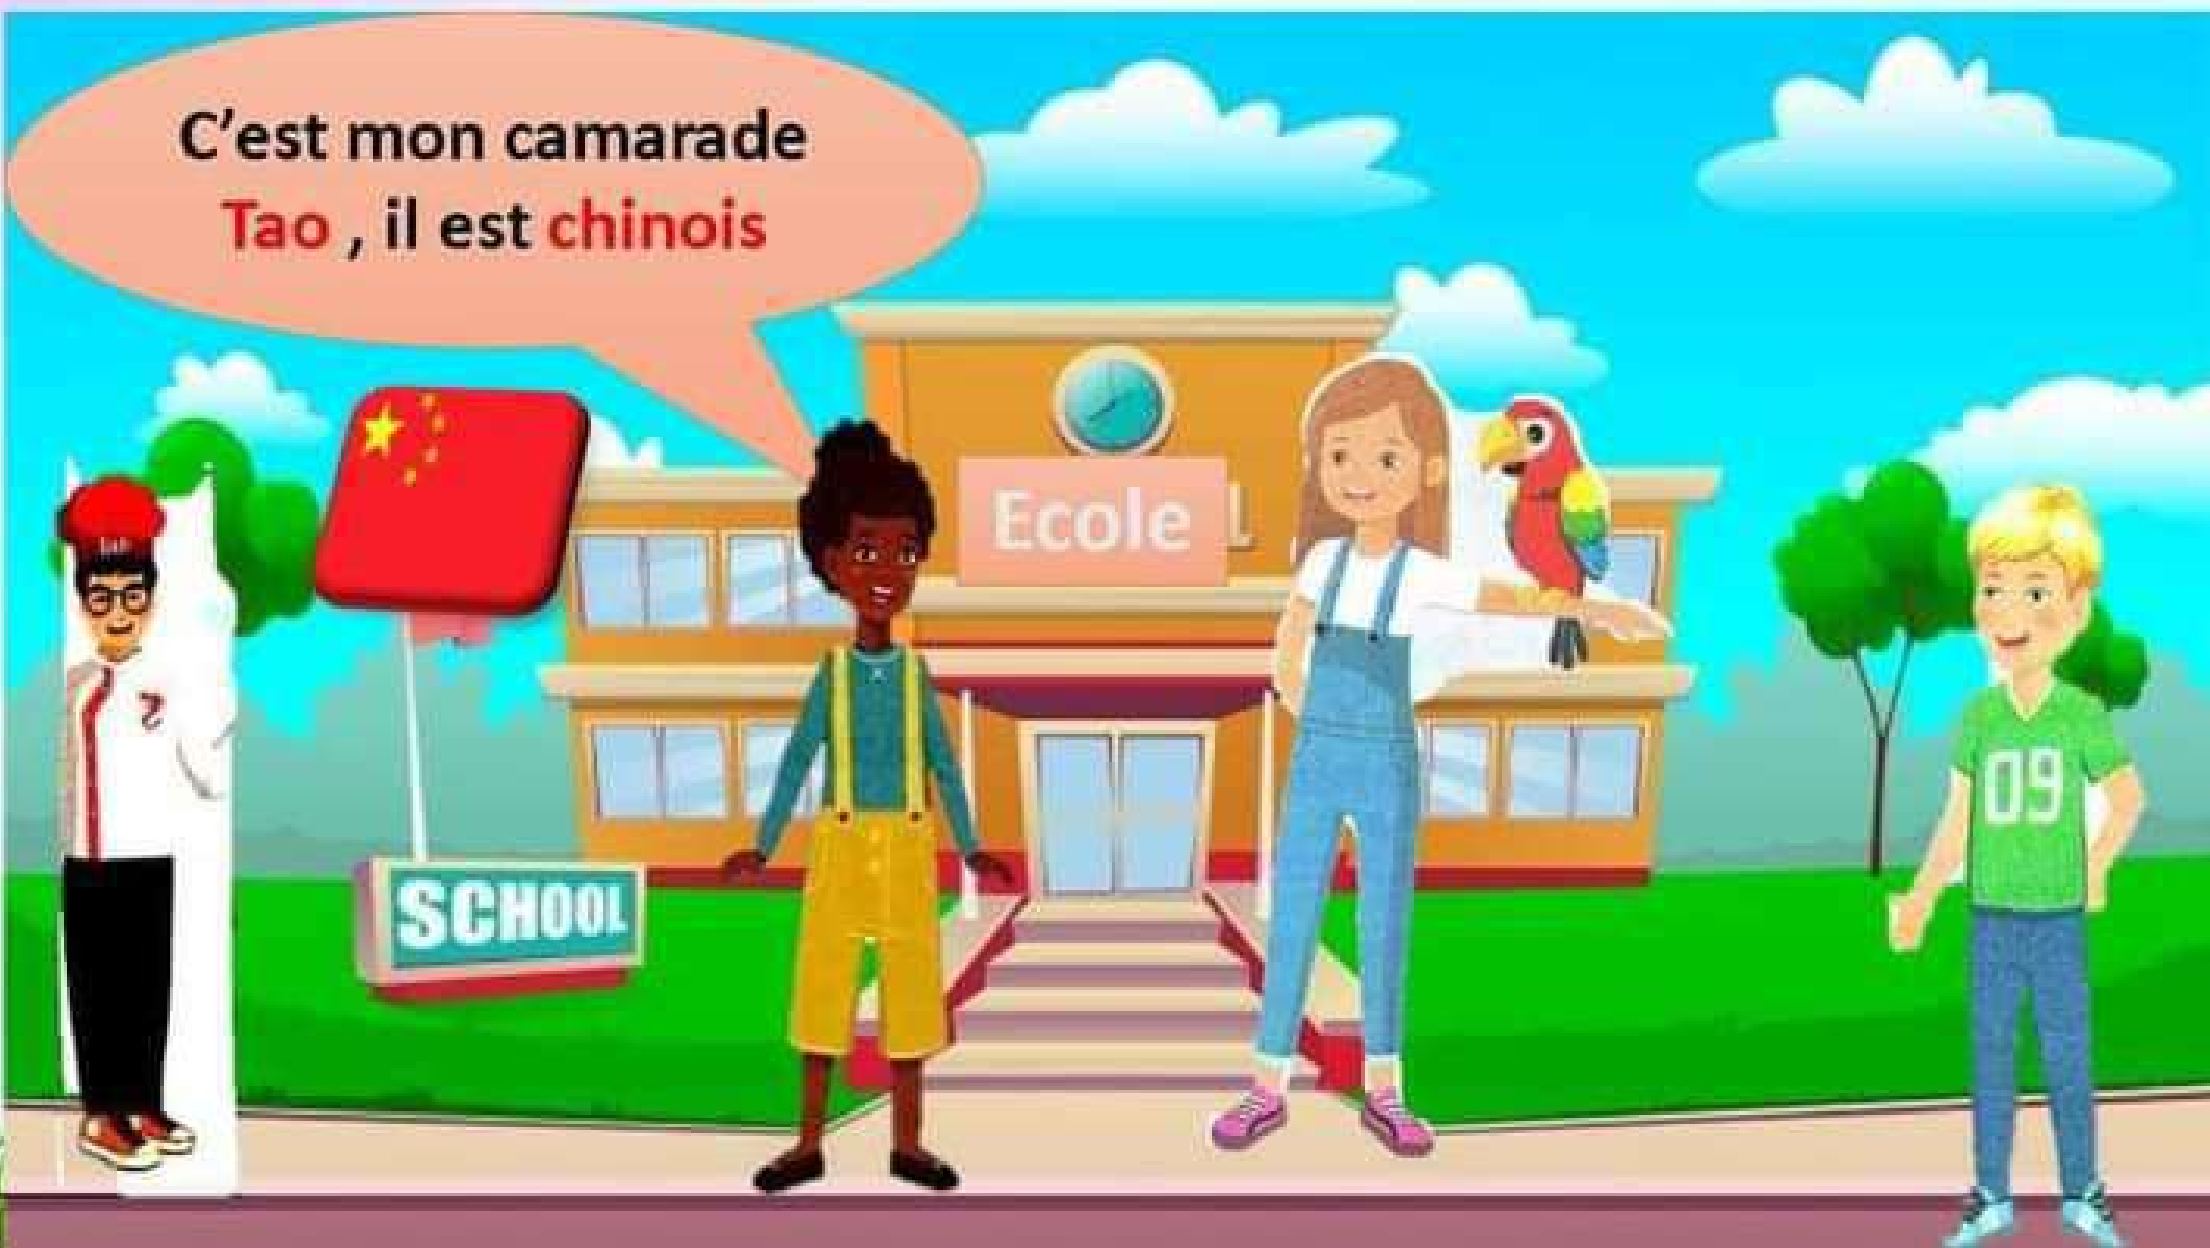 C'est mon camarade
Tao , il est chinois
Ecole
SCHOOL
09